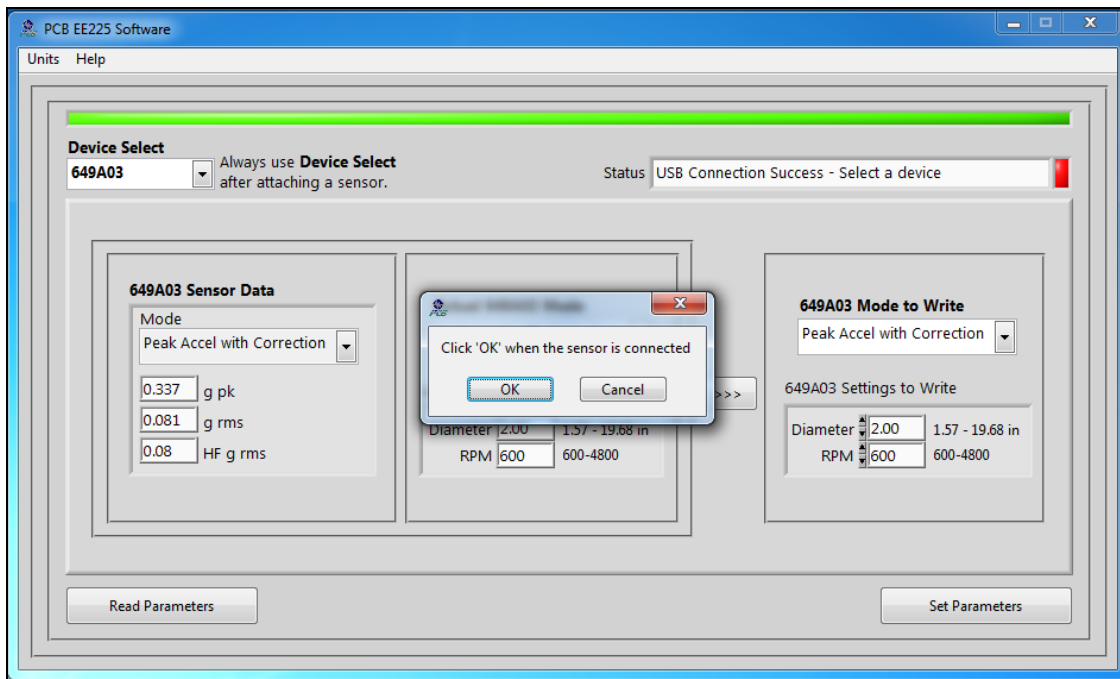 PCB EE225 Software
Units Help
Device Select
649A03
Always use Device Select
after attaching a sensor.
Status USB Connection Success - Select a device
649A03 Sensor Data
Mode
Peak Accel with Correction
0.337 g pk
0.081 g rms
0.08 HF g rms
Click 'OK' when the sensor is connected
OK Cancel
Diameter 2.00 1.57 - 19.68 in
RPM 600 600-4800
>>>
649A03 Mode to Write
Peak Accel with Correction
649A03 Settings to Write
Diameter 2.00 1.57 - 19.68 in
RPM 600 600-4800
Read Parameters
Set Parameters